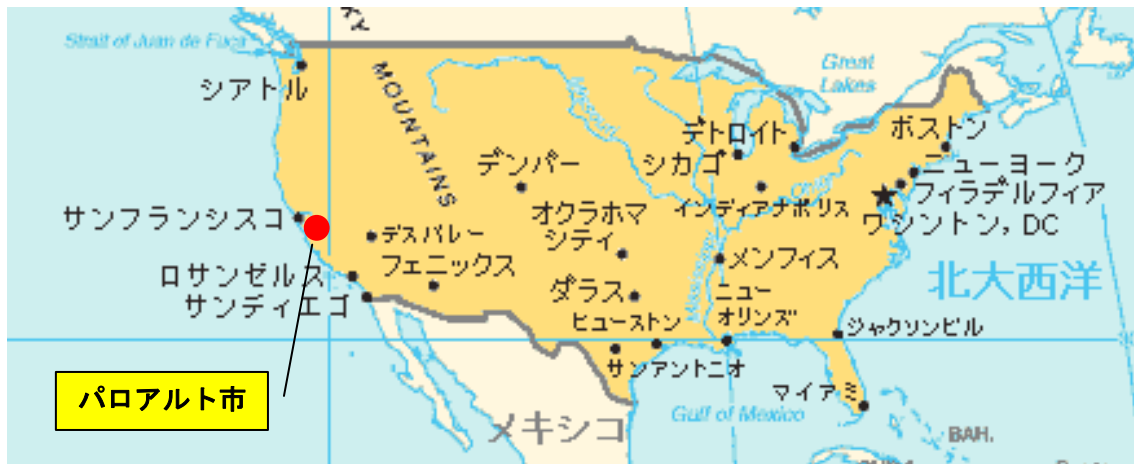 KY
Strait of Juan de Fuca
シアトル
MOUNTAINS
Missouri
Great
Lakes
デトロイト
ボストン
デンバー
シカゴ
ニューヨーク
Ohio
フィラデルフィア
サンフランシスコ
オクラホマ
シティ
インディアナポリス
ワシントン, DC
デスバレー
フェニックス
メンフィス
北大西洋
ロサンゼルス
サンディエゴ
ダラス
Mississippi
ニュー
オリンズ
ヒューストン
ジャクソンビル
サンアントニオ
パロアルト市
マイアミ
メキシコ
Gulf of Mexico
BAH.